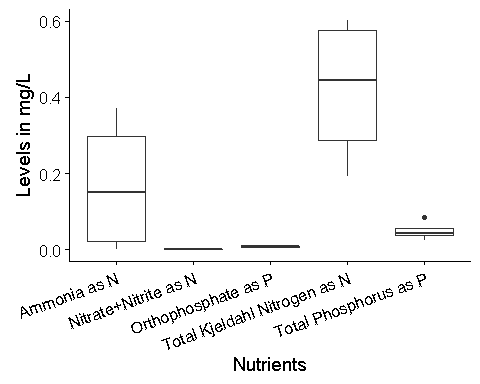 Levels in mg/L
0.6
0.4
0.2
0.0
Ammonia as N
Nitrate+Nitrite as N
Orthophosphate as P
Total Kjeldahl Nitrogen as N
Total Phosphorus as P
Nutrients